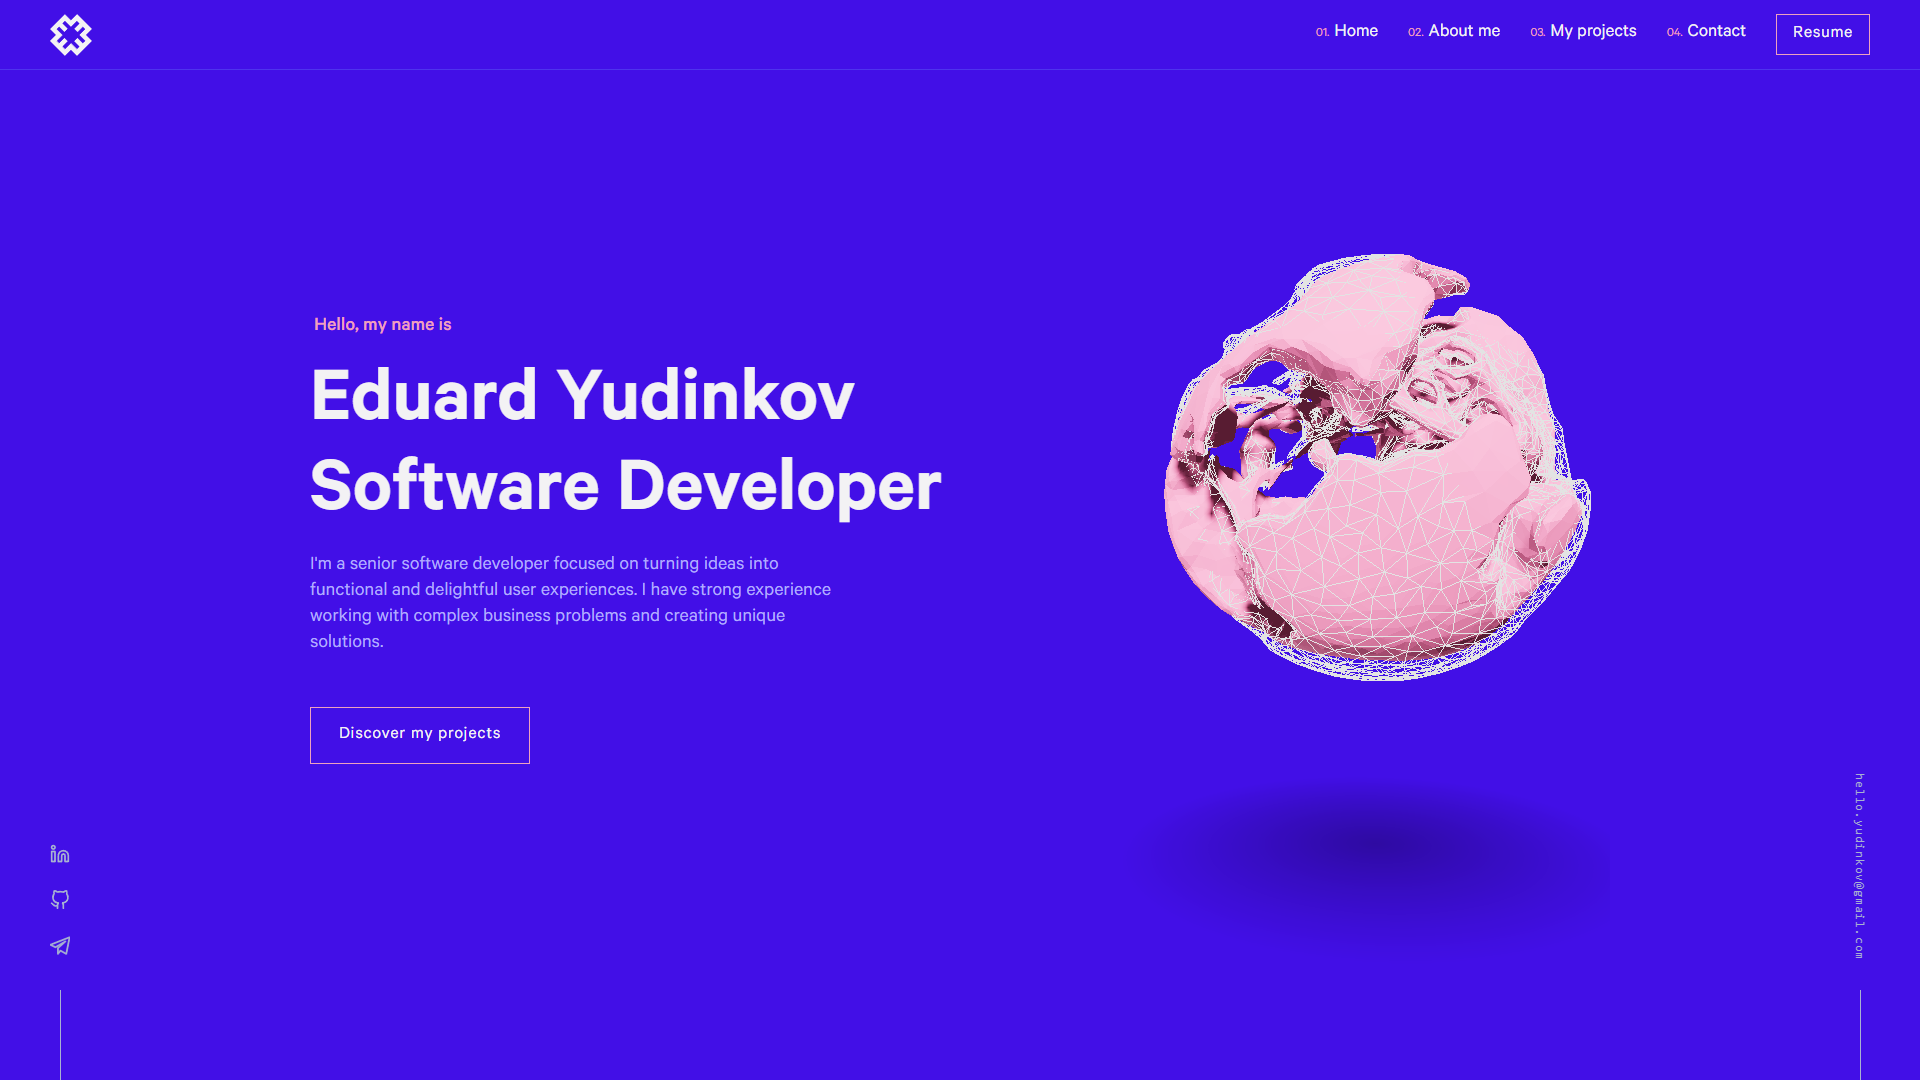 01. Home
02. About me
03. My projects
04. Contact
Resume
Hello, my name is
Eduard Yudinkov
Software Developer
I'm a senior software developer focused on turning ideas into
functional and delightful user experiences. I have strong experience
working with complex business problems and creating unique
solutions.
Discover my projects
in
hello.yudinkov@gmail.com